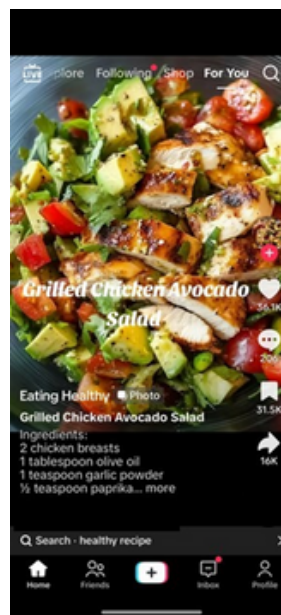 LIVE
plore Following Shop For You
Grilled Chicken Avocado
Salad
36.1K
206
31.5K
16K
Eating Healthy Photo
Grilled Chicken Avocado Salad
Ingredients:
2 chicken breasts
1 tablespoon olive oil
1 teaspoon garlic powder
½ teaspoon paprika... more
Search · healthy recipe
Home Friends Inbox Profile